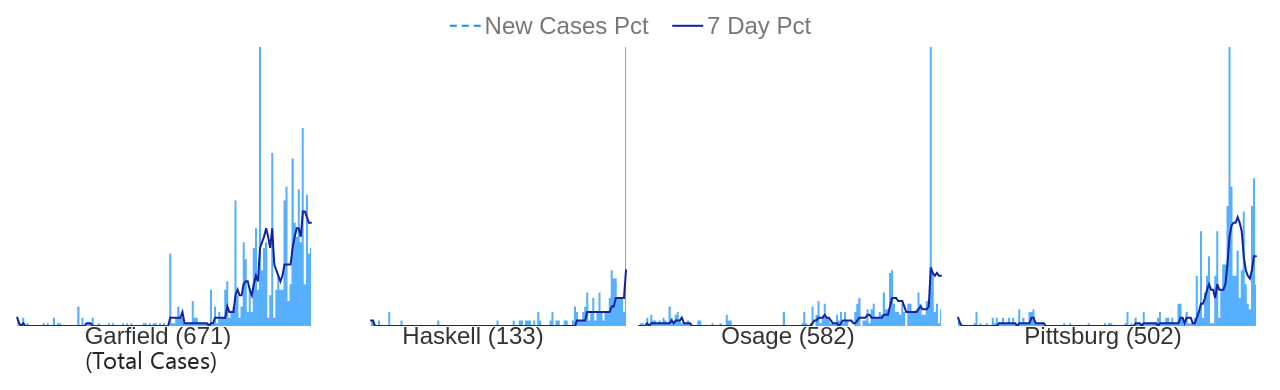 New Cases Pct 7 Day Pct
Garfield (671) Haskell (133) Osage (582) Pittsburg (502)
(Total Cases)